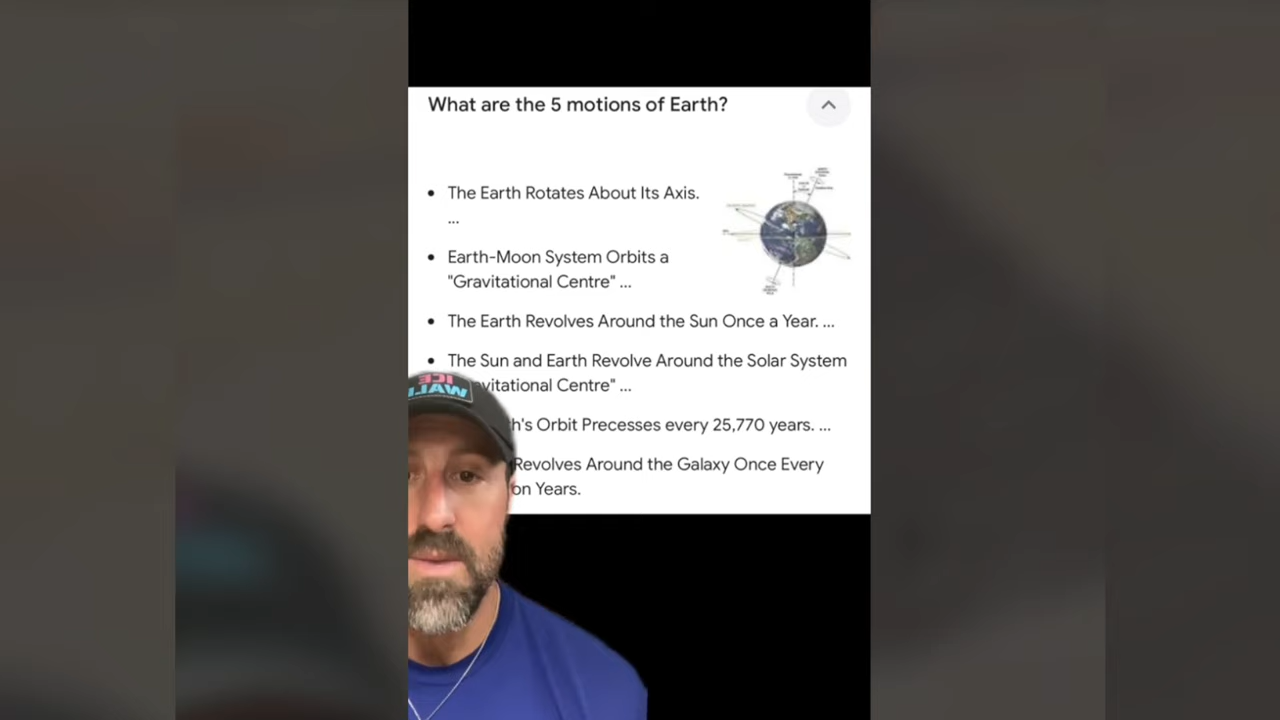 What are the 5 motions of Earth?
The Earth Rotates About Its Axis.
...
Earth-Moon System Orbits a
"Gravitational Centre" ...
The Earth Revolves Around the Sun Once a Year. ...
The Sun and Earth Revolve Around the Solar System
vitational Centre" ...
h's Orbit Precesses every 25,770 years. ...
Revolves Around the Galaxy Once Every
on Years.
ICE
WALL